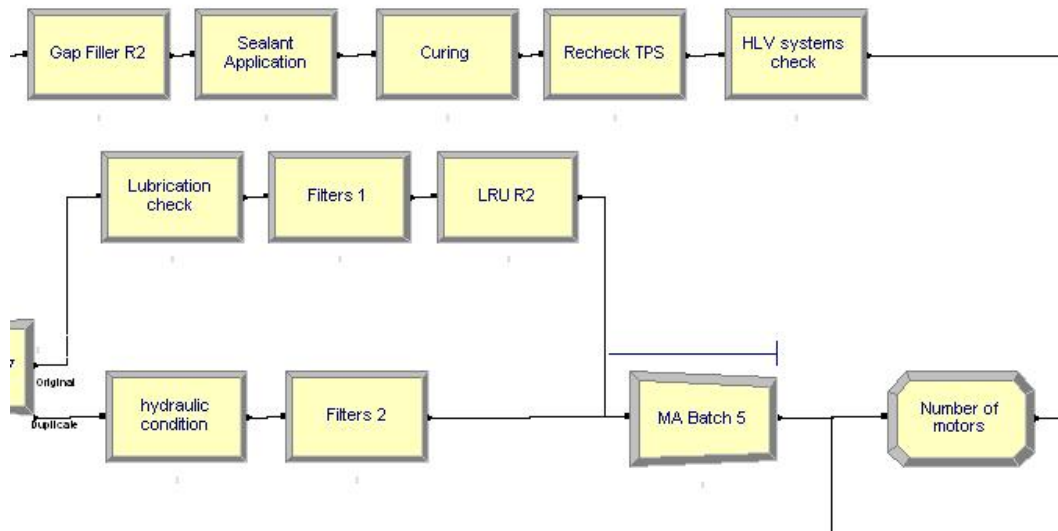 Gap Filler R2
Sealant
Application
Curing
Recheck TPS
HLV systems
check
Lubrication
check
Filters 1
LRU R2
7
Original
Duplicate
hydraulic
condition
Filters 2
MA Batch 5
Number of
motors